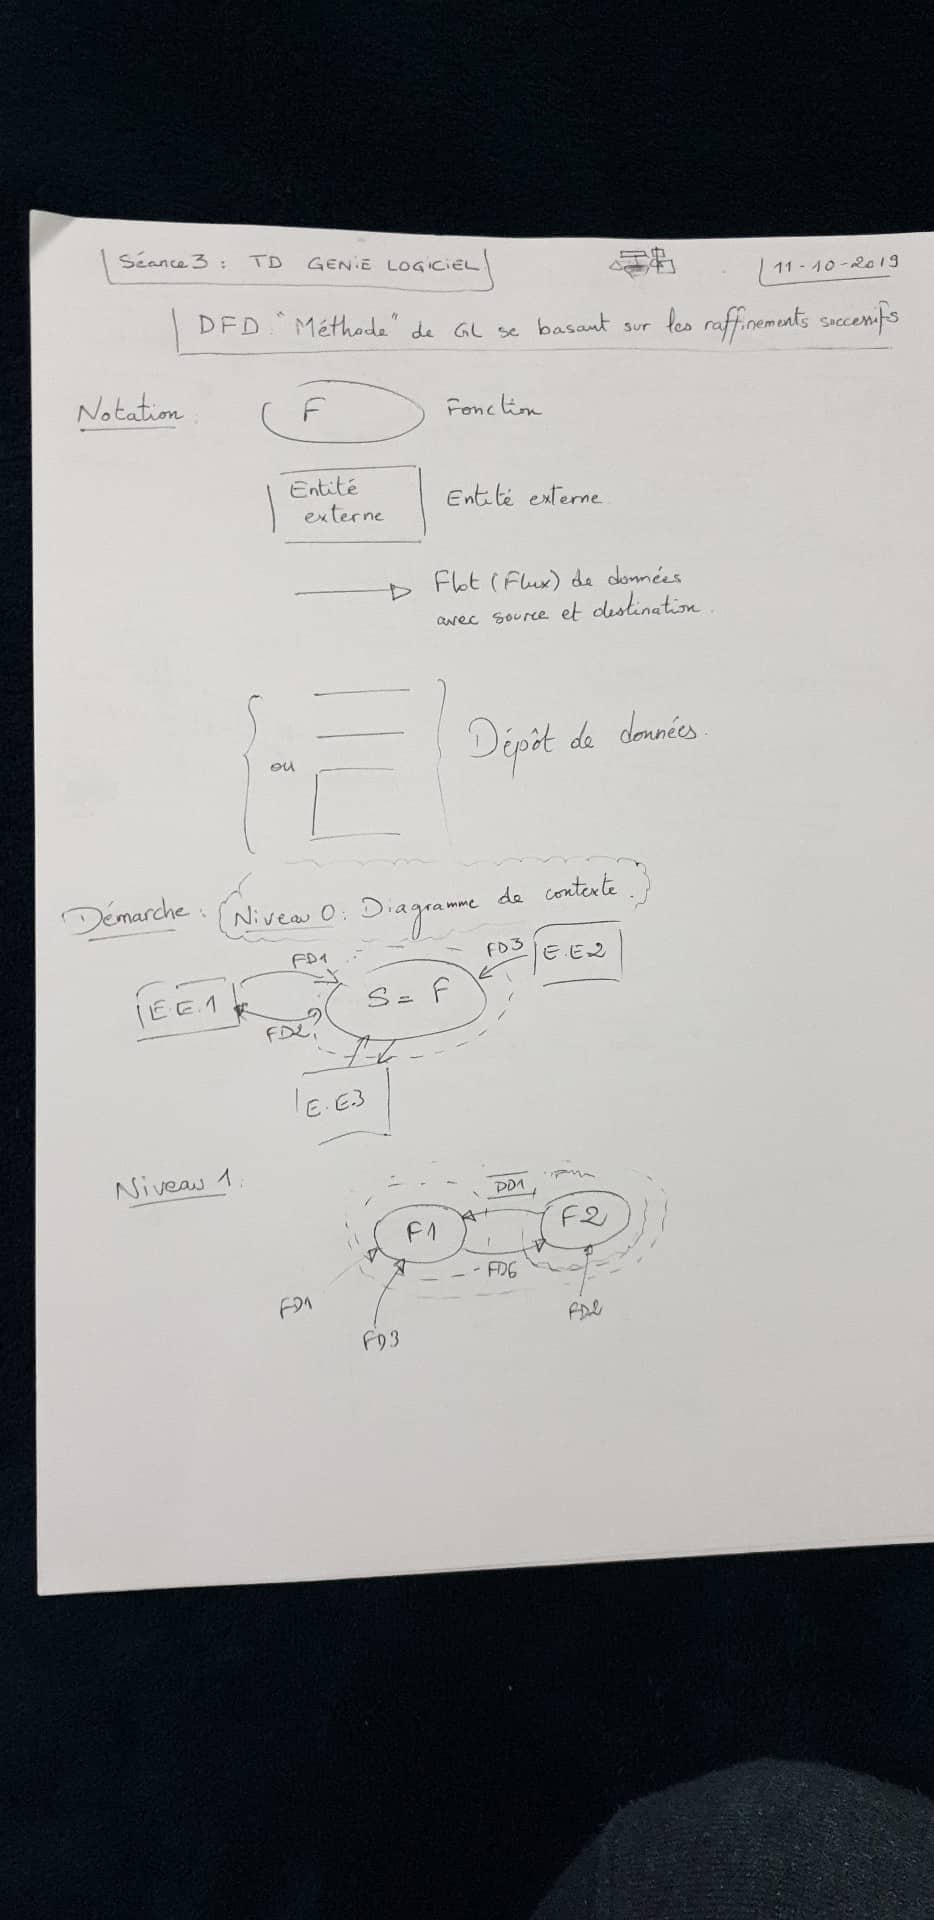 Séance 3 : TD GENIE LOGICIEL
11-10-2019
DFD "Méthode" de GL se basant sur les raffinements successifs
Notation :
F
Fonction
Entité
externe
Entité externe
Flot (Flux) de données
avec source et destination.
ou
Dépôt de données.
Démarche : Niveau 0 : Diagramme de contexte.
FD1
FD3
E.E2
E.E.1
S = F
FD2
E.E3
Niveau 1.
DD1
F1
F2
FD6
FD1
FD2
FD3